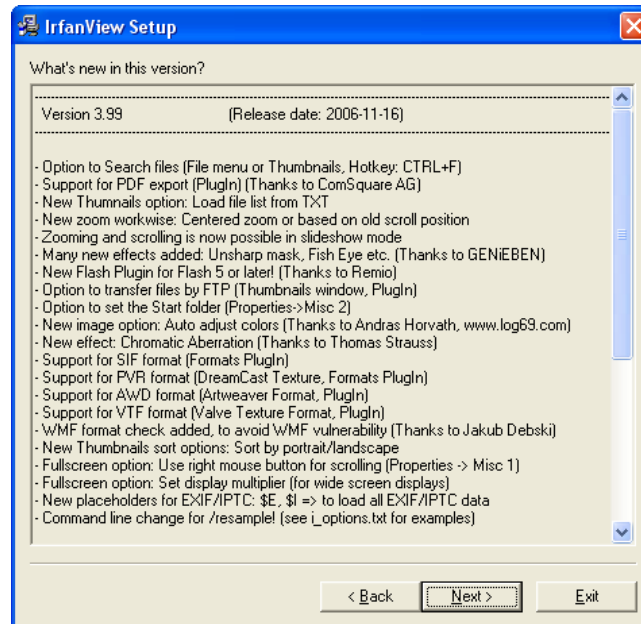 IrfanView Setup
What's new in this version?
Version 3.99 (Release date: 2006-11-16)
- Option to Search files (File menu or Thumbnails, Hotkey: CTRL+F)
- Support for PDF export (PlugIn) (Thanks to ComSquare AG)
- New Thumnails option: Load file list from TXT
- New zoom workwise: Centered zoom or based on old scroll position
- Zooming and scrolling is now possible in slideshow mode
- Many new effects added: Unsharp mask, Fish Eye etc. (Thanks to GENiEBEN)
- New Flash Plugin for Flash 5 or later! (Thanks to Remio)
- Option to transfer files by FTP (Thumbnails window, PlugIn)
- Option to set the Start folder (Properties->Misc 2)
- New image option: Auto adjust colors (Thanks to Andras Horvath, www.log69.com)
- New effect: Chromatic Aberration (Thanks to Thomas Strauss)
- Support for SIF format (Formats PlugIn)
- Support for PVR format (DreamCast Texture, Formats PlugIn)
- Support for AWD format (Artweaver Format, PlugIn)
- Support for VTF format (Valve Texture Format, PlugIn)
- WMF format check added, to avoid WMF vulnerability (Thanks to Jakub Debski)
- New Thumbnails sort options: Sort by portrait/landscape
- Fullscreen option: Use right mouse button for scrolling (Properties -> Misc 1)
- Fullscreen option: Set display multiplier (for wide screen displays)
- New placeholders for EXIF/IPTC: $E, $I => to load all EXIF/IPTC data
- Command line change for /resample! (see i_options.txt for examples)
< Back Next > Exit